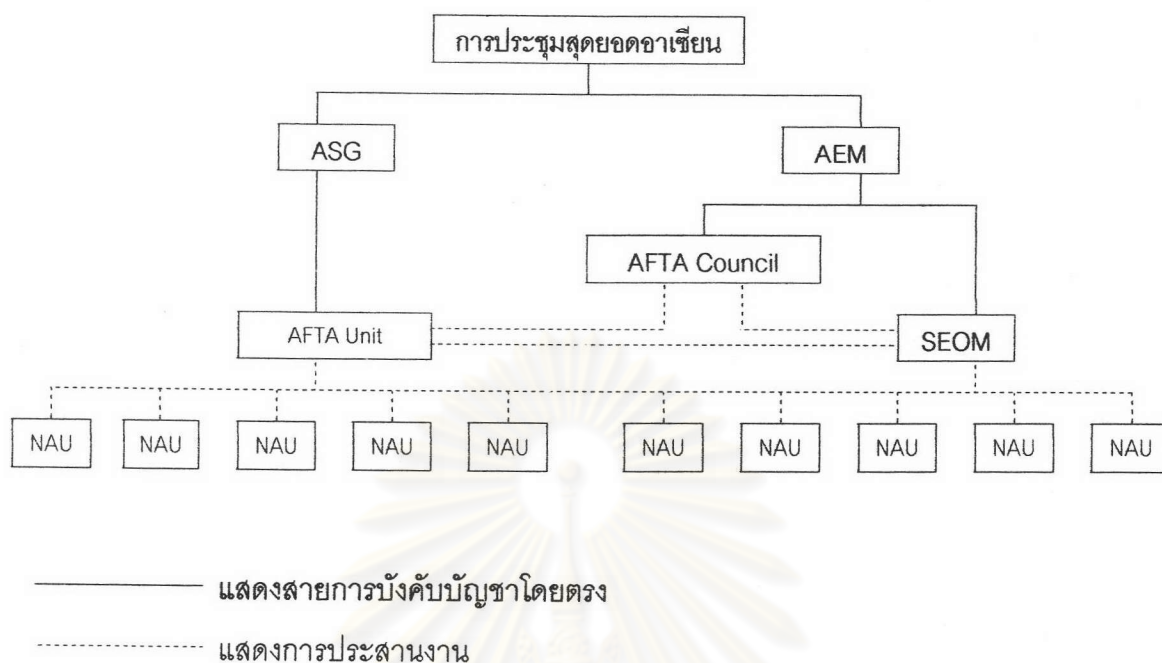 การประชุมสุดยอดอาเซียน
ASG
AEM
AFTA Council
AFTA Unit
SEOM
NAU NAU NAU NAU NAU NAU NAU NAU NAU NAU
แสดงสายการบังคับบัญชาโดยตรง
แสดงการประสานงาน